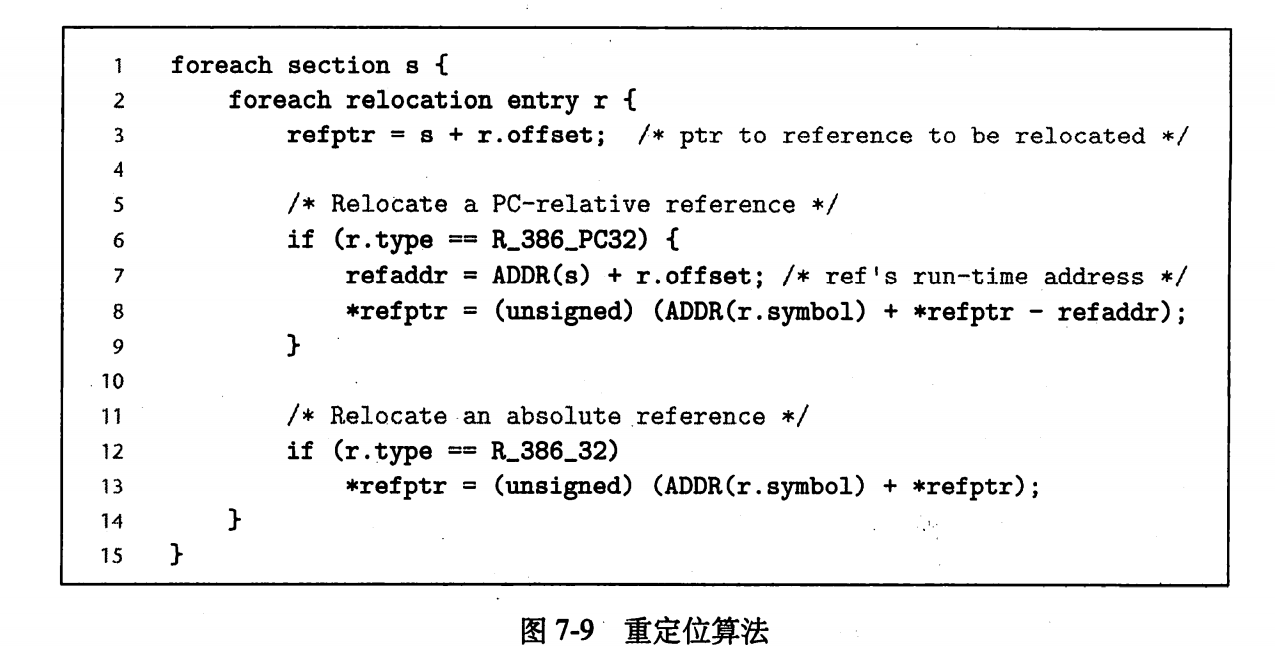 1 foreach section s {
2 foreach relocation entry r {
3 refptr = s + r.offset; /* ptr to reference to be relocated */
4
5 /* Relocate a PC-relative reference */
6 if (r.type == R_386_PC32) {
7 refaddr = ADDR(s) + r.offset; /* ref's run-time address */
8 *refptr = (unsigned) (ADDR(r.symbol) + *refptr - refaddr);
9 }
10
11 /* Relocate an absolute reference */
12 if (r.type == R_386_32)
13 *refptr = (unsigned) (ADDR(r.symbol) + *refptr);
14 }
15 }
图 7-9 重定位算法